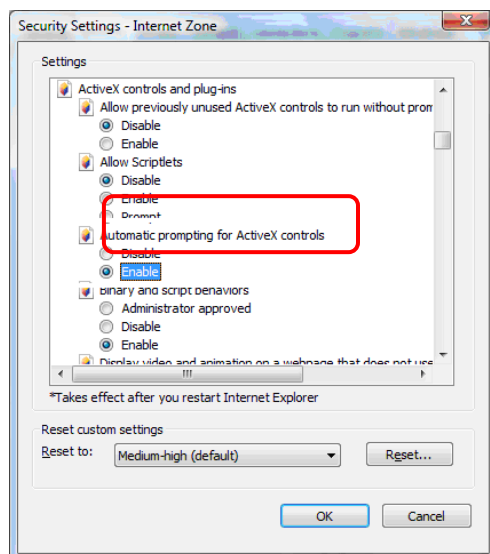 Security Settings - Internet Zone
Settings
ActiveX controls and plug-ins
Allow previously unused ActiveX controls to run without prom
Disable
Enable
Allow Scriptlets
Disable
Enable
Prompt
Automatic prompting for ActiveX controls
Disable
Enable
Binary and script behaviors
Administrator approved
Disable
Enable
Display video and animation on a webpage that does not use
*Takes effect after you restart Internet Explorer
Reset custom settings
Reset to: Medium-high (default) Reset...
OK Cancel